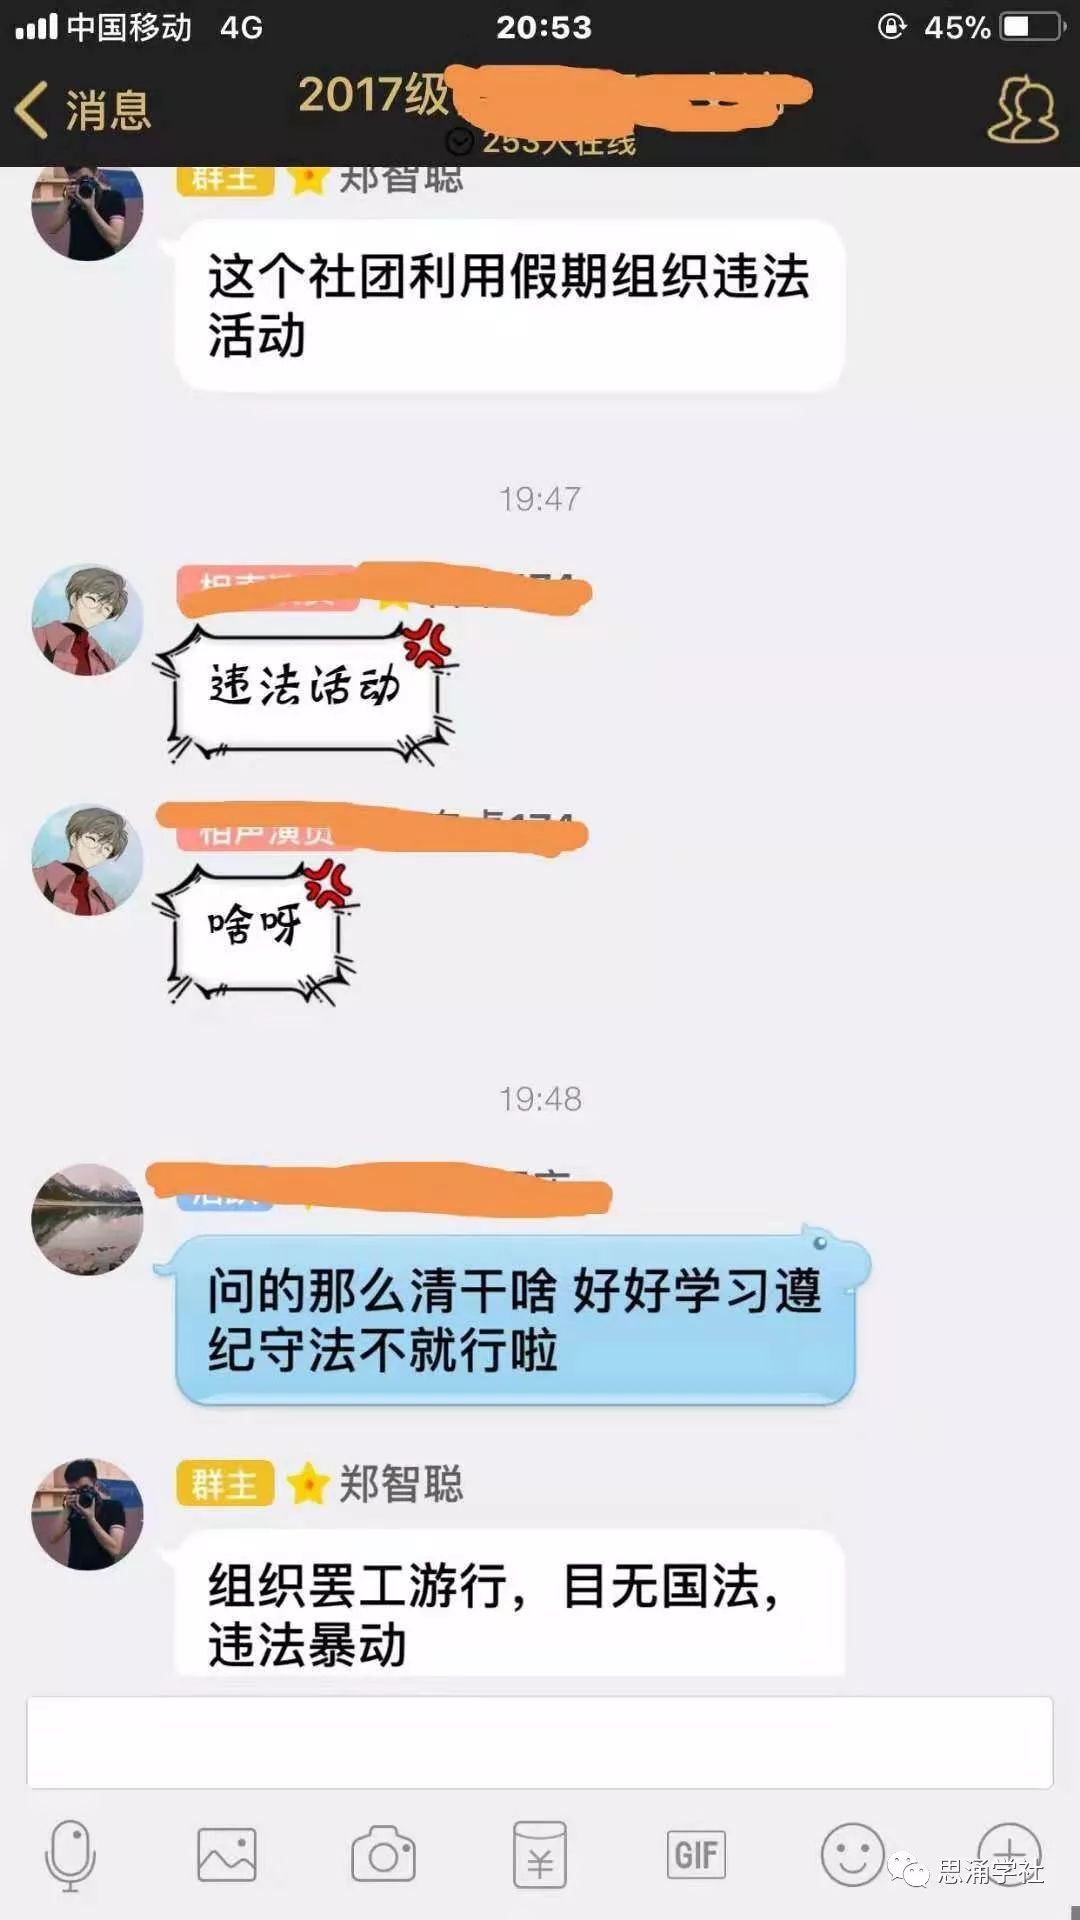 中国移动 4G 20:53 45%
消息
2017级
253人在线
群主 郑智聪
这个社团利用假期组织违法
活动
19:47
违法活动
相声演员
啥呀
19:48
问的那么清干啥 好好学习遵
纪守法不就行啦
群主 郑智聪
组织罢工游行，目无国法，
违法暴动
GIF
思涌学社